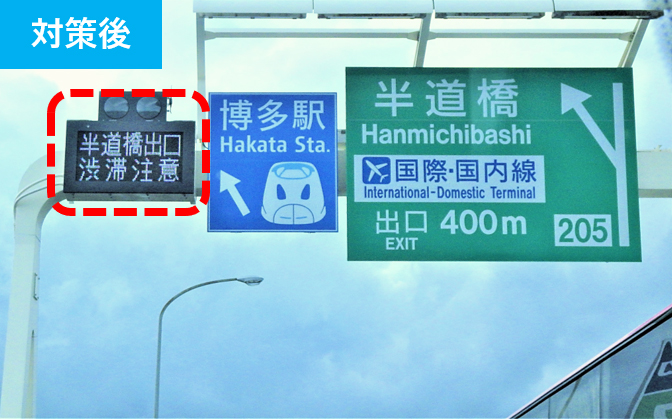 対策後
半道橋出口
渋滞注意
博多駅
Hakata Sta.
半道橋
Hanmichibashi
国際・国内線
International-Domestic Terminal
出口 400m
EXIT
205